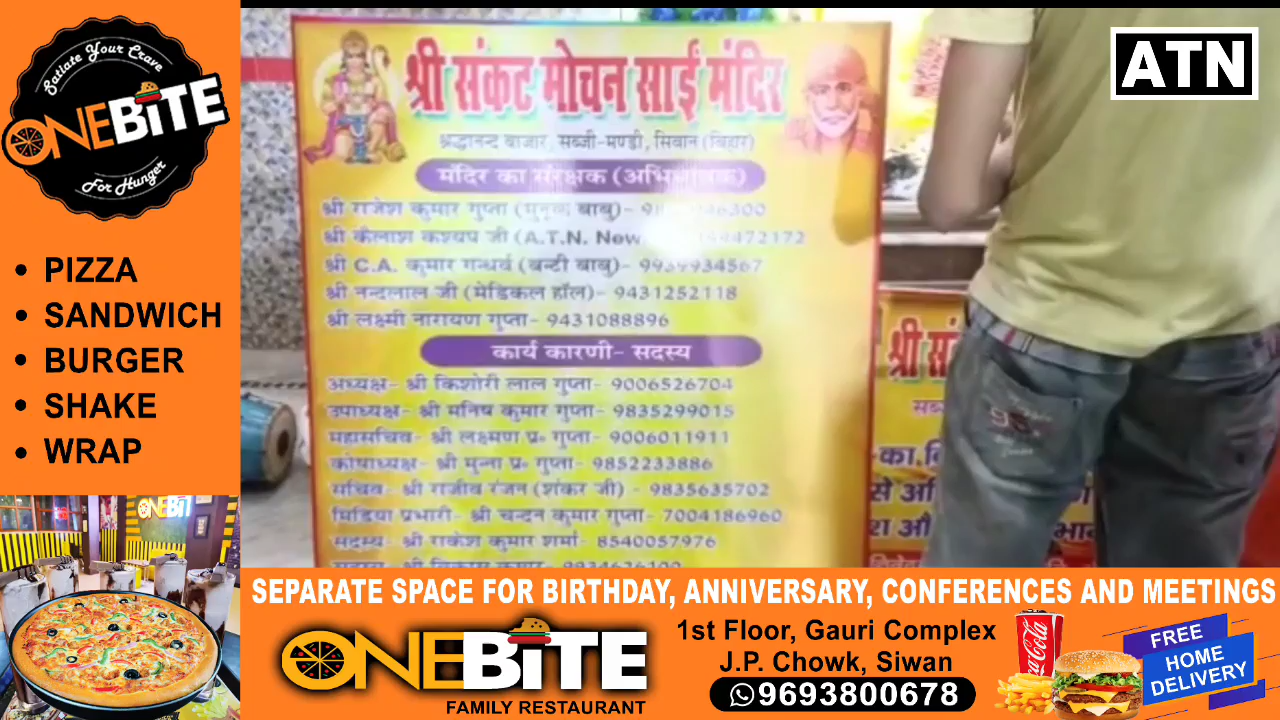 Satiate Your Crave
ONEBITE
For Hunger
• PIZZA
• SANDWICH
• BURGER
• SHAKE
• WRAP
ONEBITE
ATN
श्री संकट मोचन साईं मंदिर
श्रद्धानन्द बाजार, सब्जी-मण्डी, सिवान (बिहार)
मंदिर का संरक्षक (अभिभावक)
श्री राजेश कुमार गुप्ता
श्री कैलाश कश्यप जी (A.T.N. New
श्री C.A. कुमार गन्धर्व (बन्टी बाबु)- 9939934567
श्री नन्दलाल जी (मेडिकल हॉल)- 9431252118
श्री लक्ष्मी नारायण गुप्ता- 9431088896
कार्य कारणी- सदस्य
अध्यक्ष- श्री किशोरी लाल गुप्ता- 9006526704
उपाध्यक्ष- श्री मनिष कुमार गुप्ता- 9835299015
महासचिव- श्री लक्ष्मण प्र० गुप्ता- 9006011911
कोषाध्यक्ष- श्री मुन्ना प्र० गुप्ता- 9852233886
सचिव- श्री राजीव रंजन (शंकर जी) - 9835635702
मिडिया प्रभारी- श्री चन्दन कुमार गुप्ता- 7004186960
सदस्य- श्री राकेश कुमार शर्मा- 8540057976
श्री
SEPARATE SPACE FOR BIRTHDAY, ANNIVERSARY, CONFERENCES AND MEETINGS
ONEBITE
FAMILY RESTAURANT
1st Floor, Gauri Complex
J.P. Chowk, Siwan
9693800678
Coca-Cola
FREE
HOME
DELIVERY